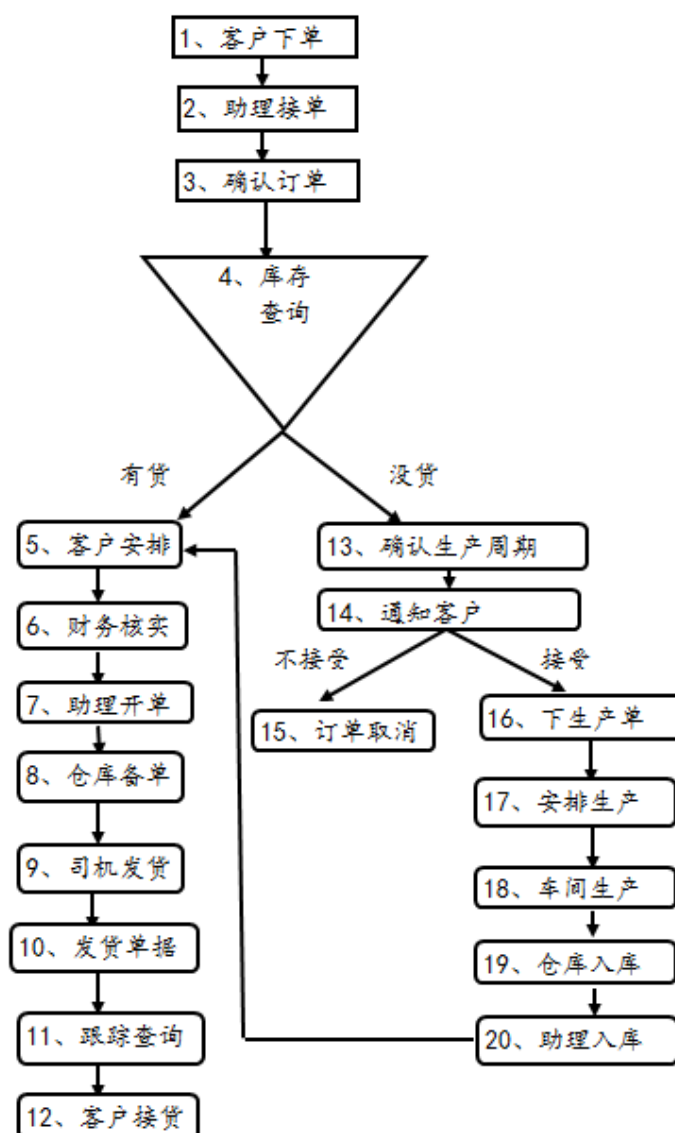 1、客户下单
2、助理接单
3、确认订单
4、库存
查询
有货
没货
5、客户安排
6、财务核实
7、助理开单
8、仓库备单
9、司机发货
10、发货单据
11、跟踪查询
12、客户接货
13、确认生产周期
14、通知客户
不接受
接受
15、订单取消
16、下生产单
17、安排生产
18、车间生产
19、仓库入库
20、助理入库